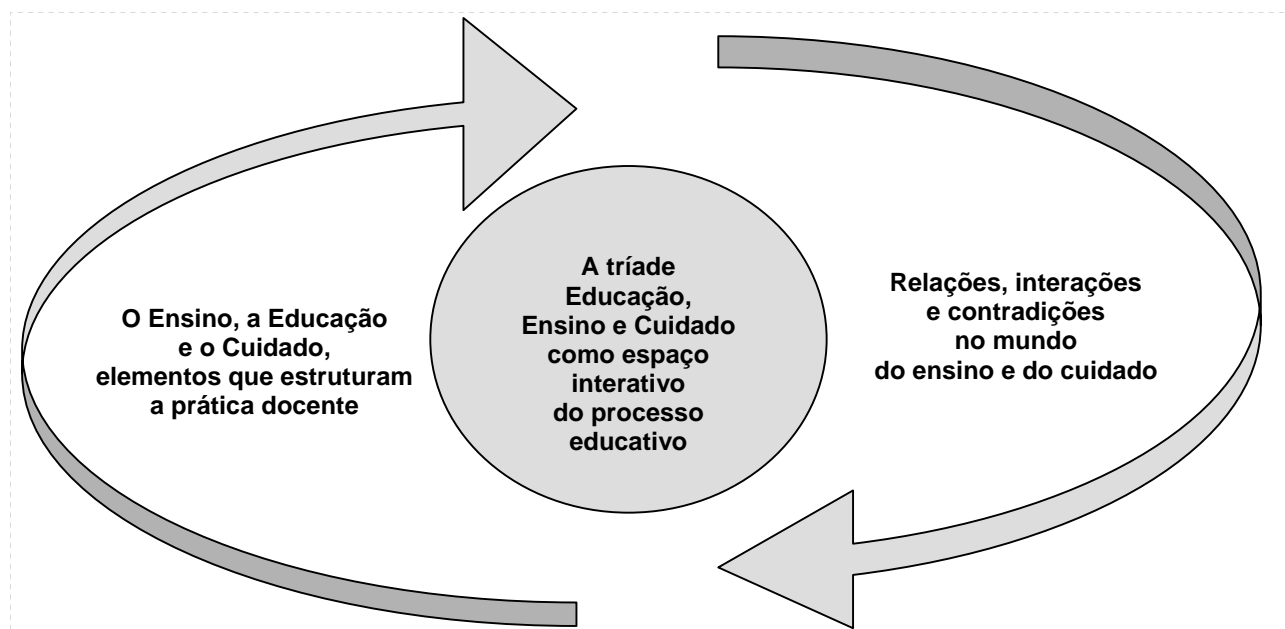 O Ensino, a Educação
e o Cuidado,
elementos que estruturam
a prática docente
A tríade
Educação,
Ensino e Cuidado
como espaço
interativo
do processo
educativo
Relações, interações
e contradições
no mundo
do ensino e do cuidado